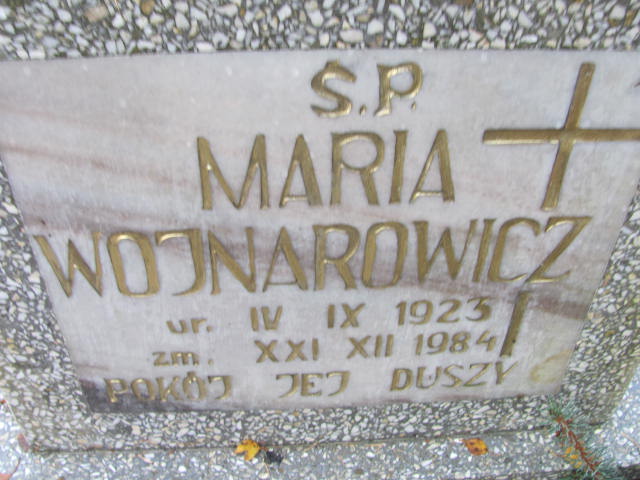 Ś.P.
MARIA
WOJNAROWICZ
ur. IV IX 1923
zm. XXI XII 1984
POKÓJ JEJ DUSZY